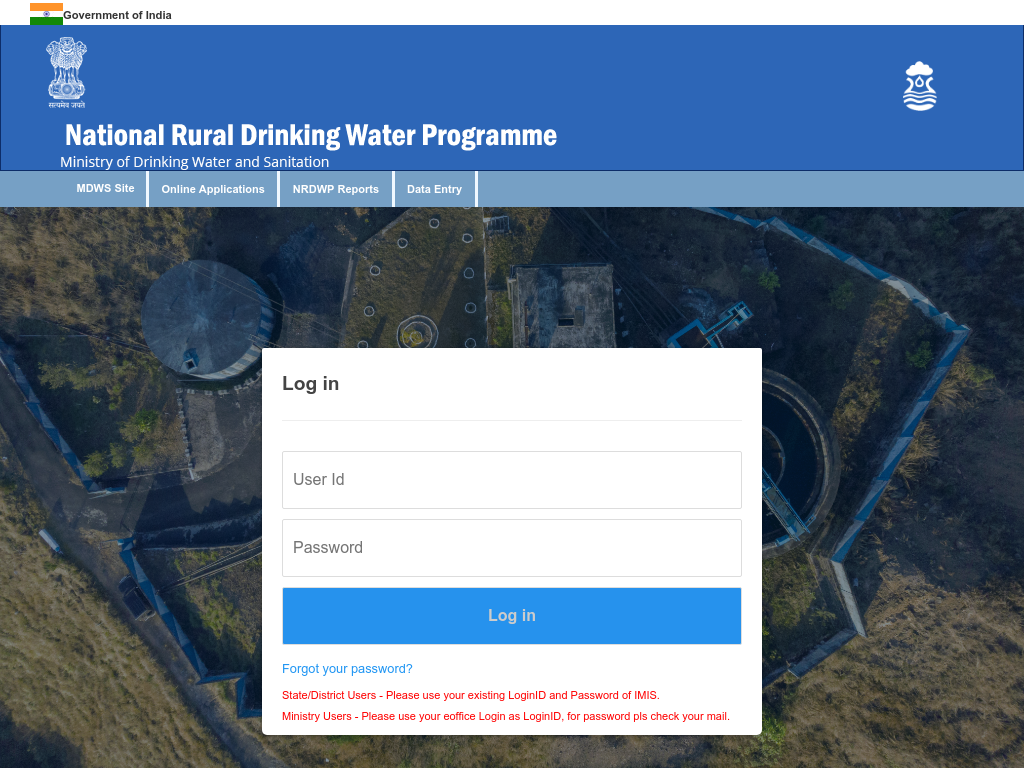 Government of India
सत्यमेव जयते
National Rural Drinking Water Programme
Ministry of Drinking Water and Sanitation
MDWS Site
Online Applications
NRDWP Reports
Data Entry
Log in
User Id
Password
Log in
Forgot your password?
State/District Users - Please use your existing LoginID and Password of IMIS.
Ministry Users - Please use your eoffice Login as LoginID, for password pls check your mail.